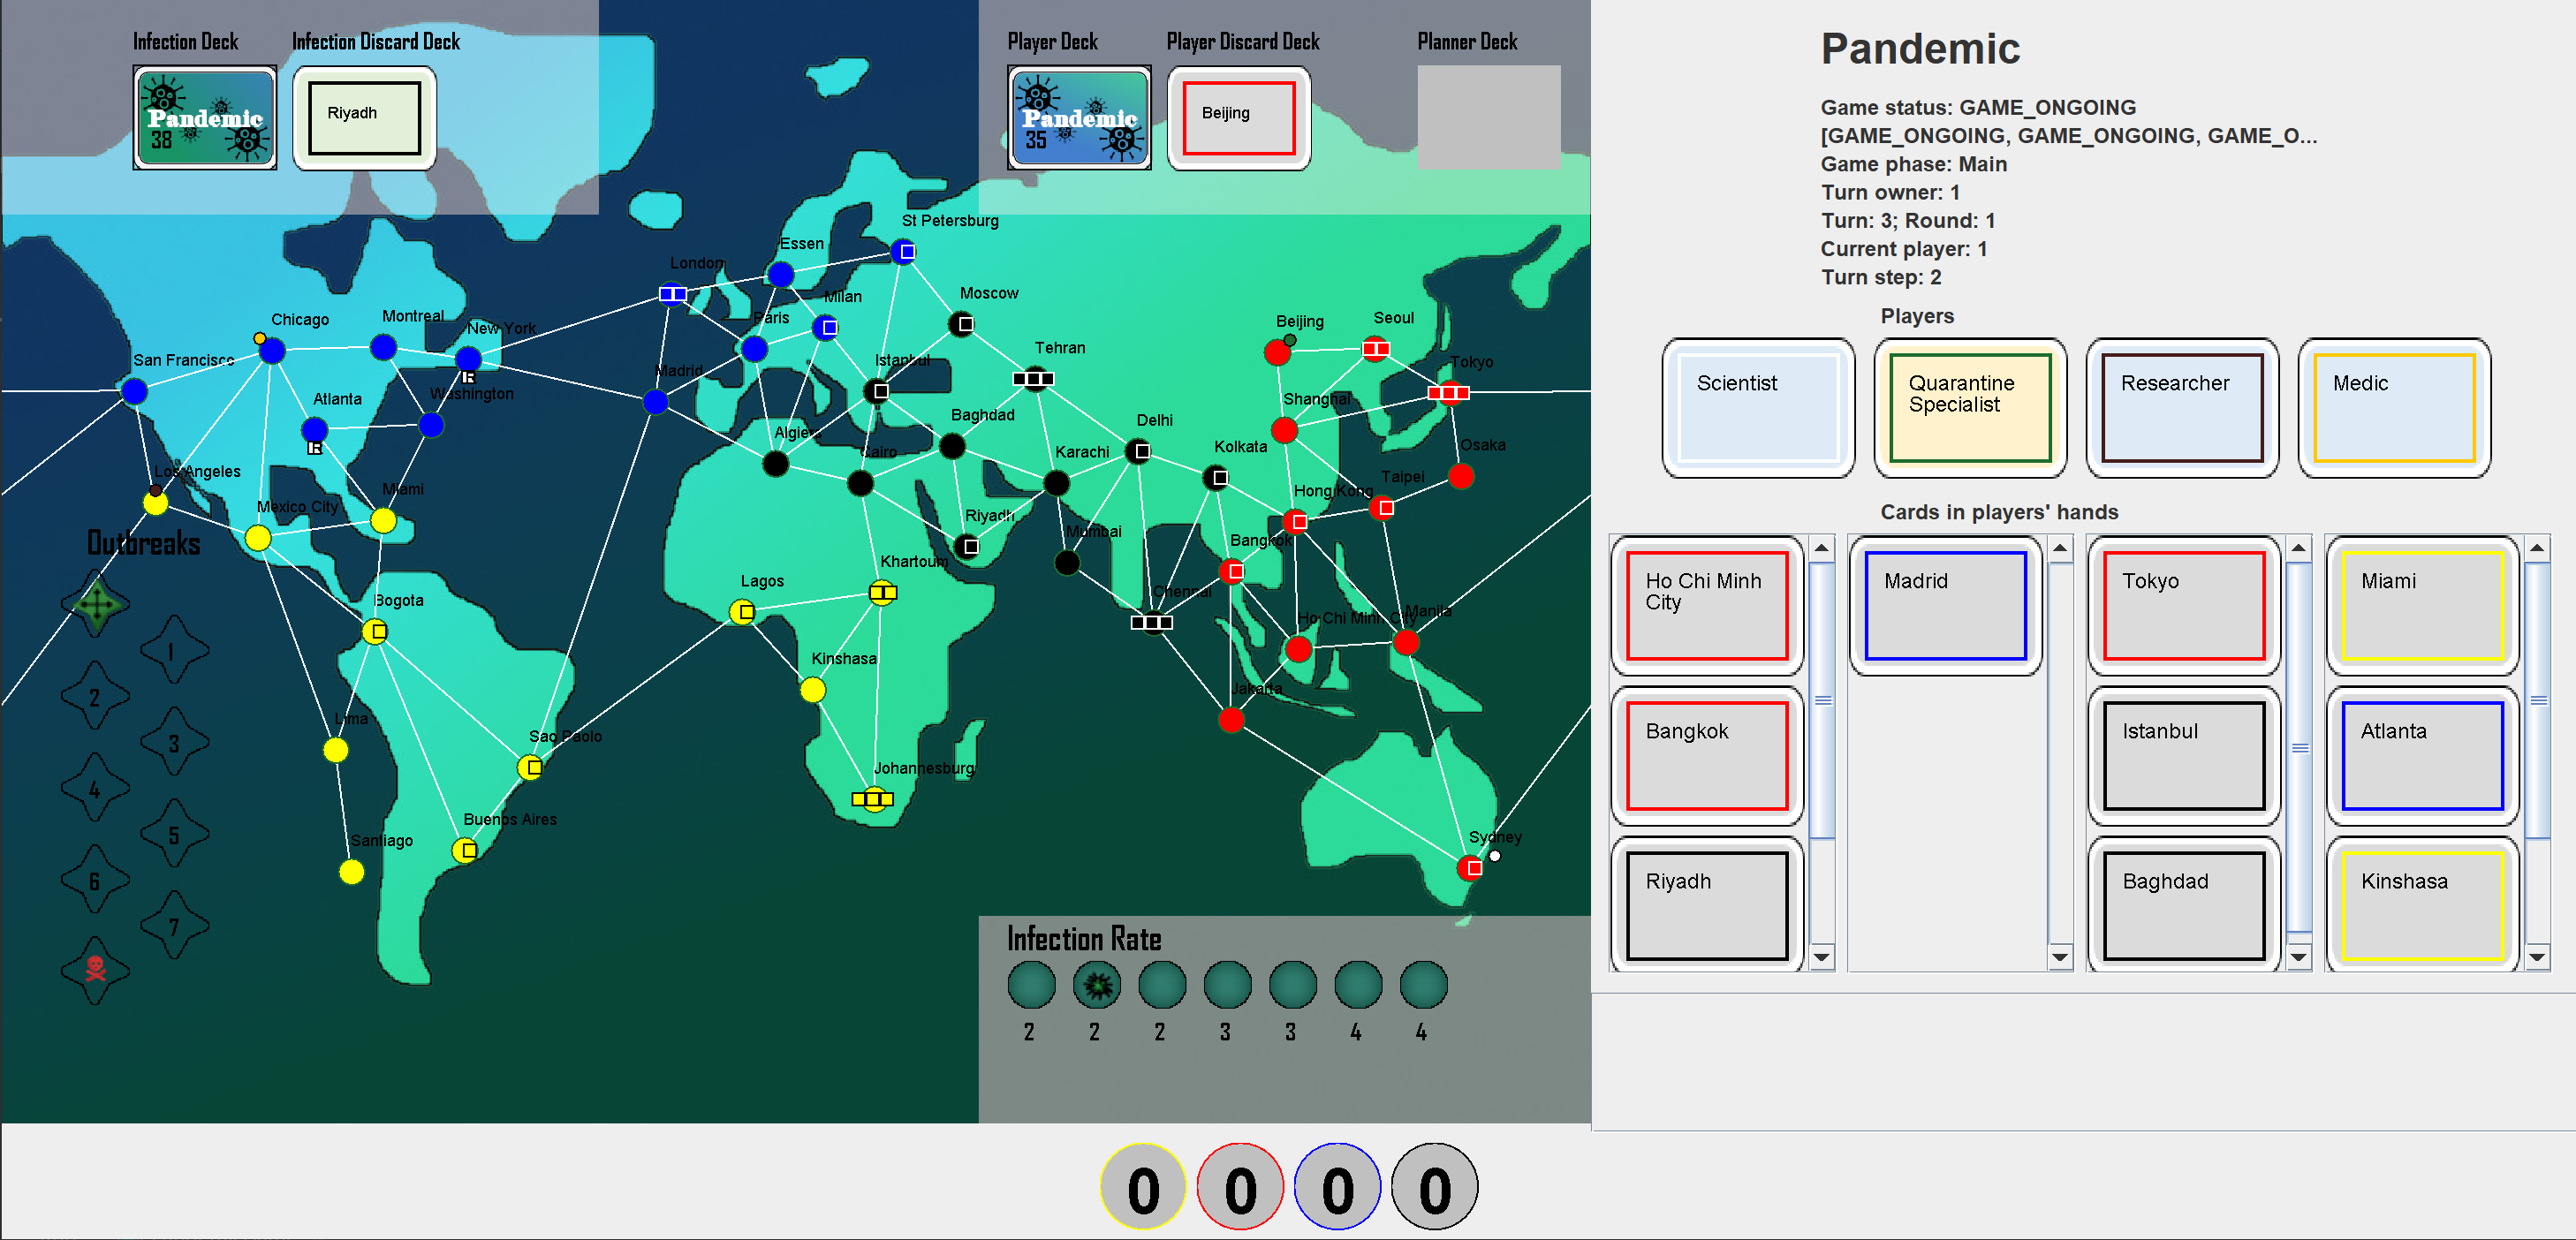 Infection Deck
Infection Discard Deck
Pandemic
38
Riyadh
Player Deck
Player Discard Deck
Planner Deck
Pandemic
35
Beijing
St Petersburg
Essen
London
Moscow
Milan
Paris
Chicago
Montreal
New York
San Francisco
Istanbul
Tehran
Beijing
Seoul
Tokyo
Madrid
Washington
Atlanta
Shanghai
Baghdad
Delhi
Algiers
Cairo
Karachi
Kolkata
Osaka
Los Angeles
Miami
Taipei
Mexico City
Hong Kong
Riyadh
Mumbai
Bangkok
Outbreaks
Khartoum
Lagos
Chennai
Bogota
Ho Chi Minh City
Manila
1
Kinshasa
2
Jakarta
Lima
Sao Paolo
3
Johannesburg
4
Buenos Aires
5
Santiago
Sydney
6
7
R
R
Infection Rate
2
2
2
3
3
4
4
0
0
0
0
Pandemic
Game status: GAME_ONGOING
[GAME_ONGOING, GAME_ONGOING, GAME_O...
Game phase: Main
Turn owner: 1
Turn: 3; Round: 1
Current player: 1
Turn step: 2
Players
Scientist
Quarantine
Specialist
Researcher
Medic
Cards in players' hands
Ho Chi Minh
City
Madrid
Tokyo
Miami
Bangkok
Istanbul
Atlanta
Riyadh
Baghdad
Kinshasa